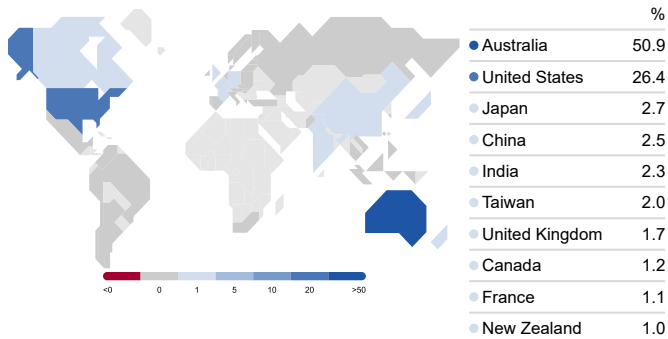 %
Australia 50.9
United States 26.4
Japan 2.7
China 2.5
India 2.3
Taiwan 2.0
United Kingdom 1.7
Canada 1.2
France 1.1
New Zealand 1.0
<0 0 1 5 10 20 >50